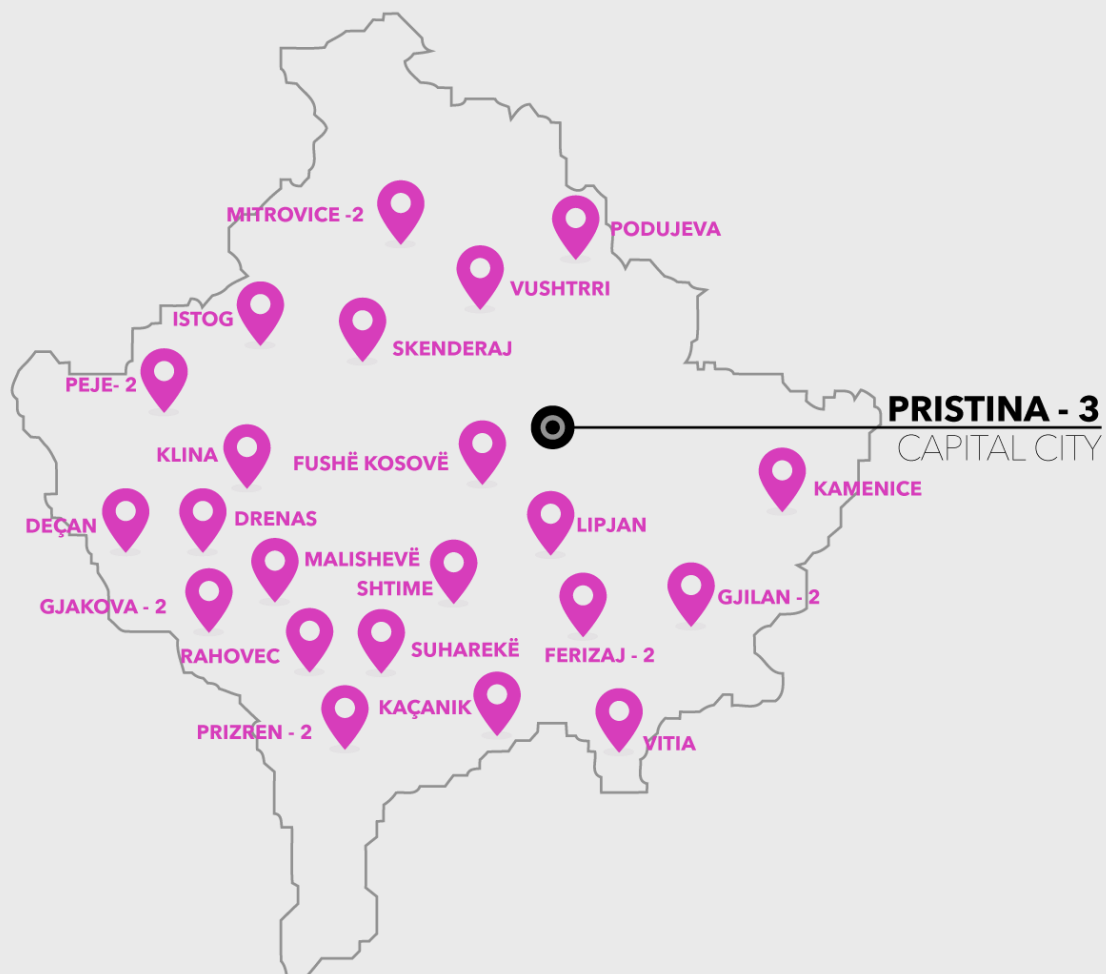 MITROVICE -2
PODUJEVA
VUSHTRRI
ISTOG
SKENDERAJ
PEJE- 2
PRISTINA - 3
CAPITAL CITY
KLINA
FUSHË KOSOVË
KAMENICE
DEÇAN
DRENAS
LIPJAN
MALISHEVË
SHTIME
GJAKOVA - 2
GJILAN - 2
RAHOVEC
SUHAREKË
FERIZAJ - 2
KAÇANIK
PRIZREN - 2
VITIA